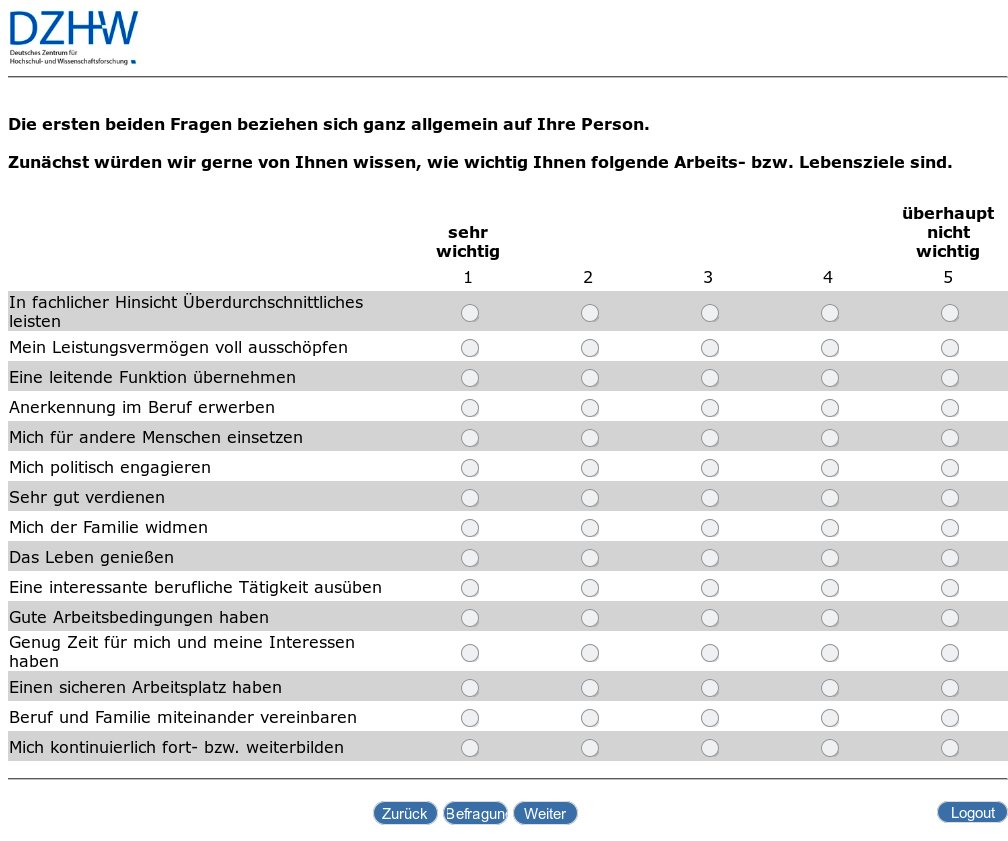 DZHW
Deutsches Zentrum für
Hochschul- und Wissenschaftsforschung
Die ersten beiden Fragen beziehen sich ganz allgemein auf Ihre Person.
Zunächst würden wir gerne von Ihnen wissen, wie wichtig Ihnen folgende Arbeits- bzw. Lebensziele sind.
sehr
wichtig
überhaupt
nicht
wichtig
1 2 3 4 5
In fachlicher Hinsicht Überdurchschnittliches
leisten
Mein Leistungsvermögen voll ausschöpfen
Eine leitende Funktion übernehmen
Anerkennung im Beruf erwerben
Mich für andere Menschen einsetzen
Mich politisch engagieren
Sehr gut verdienen
Mich der Familie widmen
Das Leben genießen
Eine interessante berufliche Tätigkeit ausüben
Gute Arbeitsbedingungen haben
Genug Zeit für mich und meine Interessen
haben
Einen sicheren Arbeitsplatz haben
Beruf und Familie miteinander vereinbaren
Mich kontinuierlich fort- bzw. weiterbilden
Zurück Befragun Weiter Logout